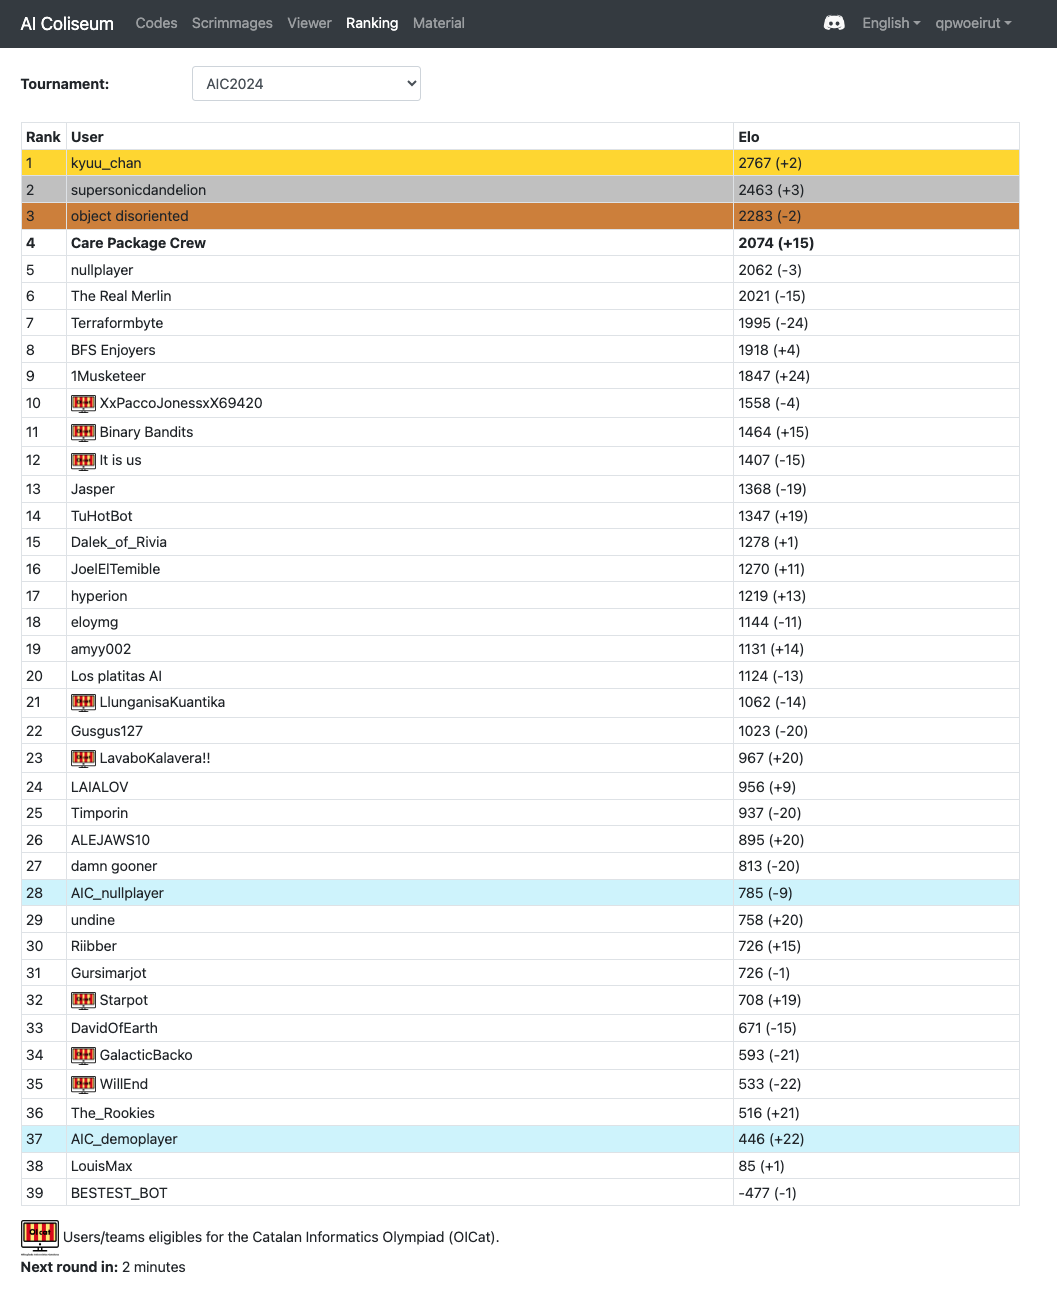 AI Coliseum Codes Scrimmages Viewer Ranking Material English qpwoeirut
Tournament: AIC2024
Rank User Elo
1 kyuu_chan 2767 (+2)
2 supersonicdandelion 2463 (+3)
3 object disoriented 2283 (-2)
4 Care Package Crew 2074 (+15)
5 nullplayer 2062 (-3)
6 The Real Merlin 2021 (-15)
7 Terraformbyte 1995 (-24)
8 BFS Enjoyers 1918 (+4)
9 1Musketeer 1847 (+24)
10 XxPaccoJonessxX69420 1558 (-4)
11 Binary Bandits 1464 (+15)
12 It is us 1407 (-15)
13 Jasper 1368 (-19)
14 TuHotBot 1347 (+19)
15 Dalek_of_Rivia 1278 (+1)
16 JoelElTemible 1270 (+11)
17 hyperion 1219 (+13)
18 eloymg 1144 (-11)
19 amyy002 1131 (+14)
20 Los platitas AI 1124 (-13)
21 LlunganisaKuantika 1062 (-14)
22 Gusgus127 1023 (-20)
23 LavaboKalavera!! 967 (+20)
24 LAIALOV 956 (+9)
25 Timporin 937 (-20)
26 ALEJAWS10 895 (+20)
27 damn gooner 813 (-20)
28 AIC_nullplayer 785 (-9)
29 undine 758 (+20)
30 Riibber 726 (+15)
31 Gursimarjot 726 (-1)
32 Starpot 708 (+19)
33 DavidOfEarth 671 (-15)
34 GalacticBacko 593 (-21)
35 WillEnd 533 (-22)
36 The_Rookies 516 (+21)
37 AIC_demoplayer 446 (+22)
38 LouisMax 85 (+1)
39 BESTEST_BOT -477 (-1)
Users/teams eligibles for the Catalan Informatics Olympiad (OICat).
Next round in: 2 minutes